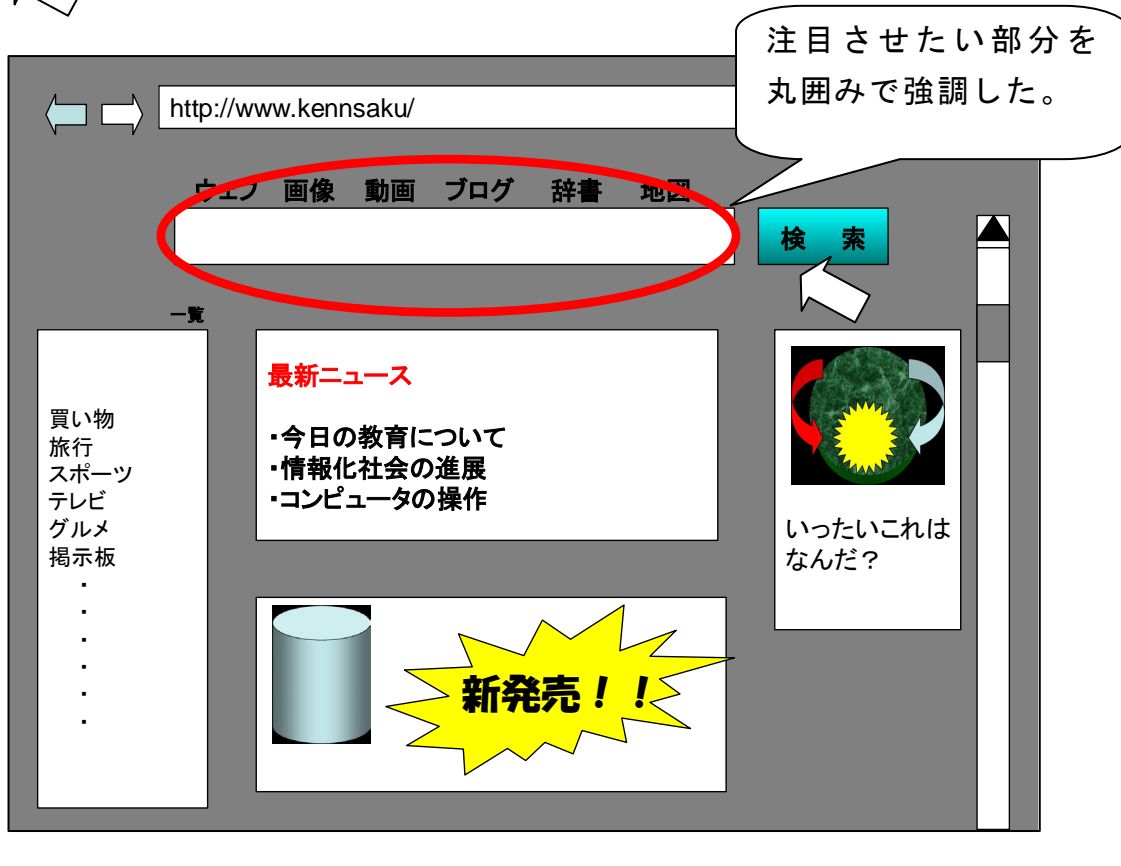 注目させたい部分を
丸囲みで強調した。
http://www.kennsaku/
ウェブ 画像 動画 ブログ 辞書 地図
検 索
一覧
買い物
旅行
スポーツ
テレビ
グルメ
掲示板
・
・
・
・
・
・
最新ニュース
・今日の教育について
・情報化社会の進展
・コンピュータの操作
いったいこれは
なんだ？
新発売！！